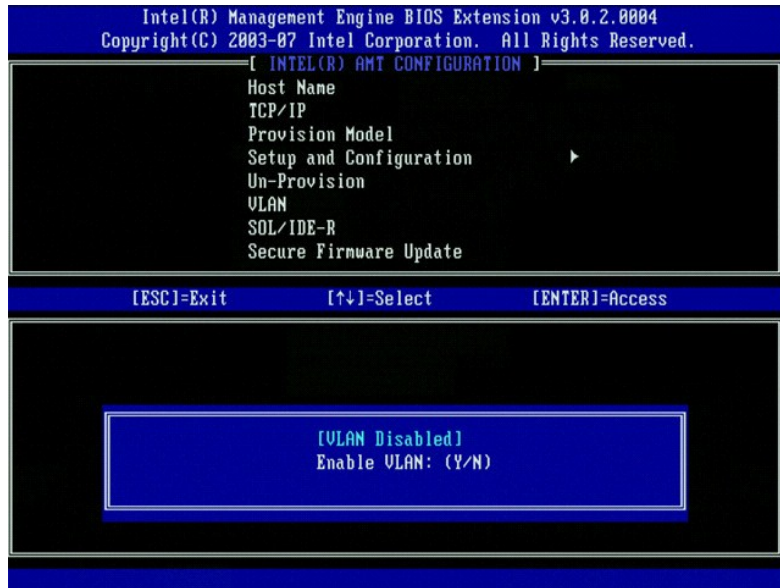 Intel(R) Management Engine BIOS Extension v3.0.2.0004
Copyright(C) 2003-07 Intel Corporation. All Rights Reserved.
[ INTEL(R) AMT CONFIGURATION ]
Host Name
TCP/IP
Provision Model
Setup and Configuration
Un-Provision
VLAN
SOL/IDE-R
Secure Firmware Update
[ESC]=Exit [↑↓]=Select [ENTER]=Access
[VLAN Disabled]
Enable VLAN: (Y/N)